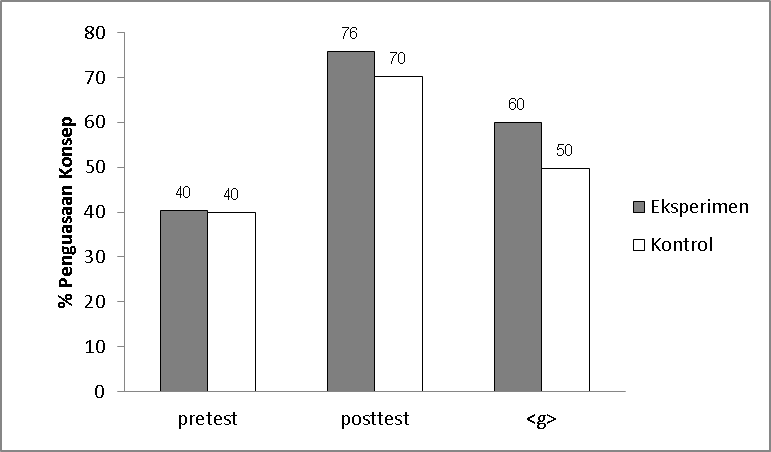 % Penguasaan Konsep
80
70
60
50
40
30
20
10
0
40
40
76
70
60
50
pretest
posttest
<g>
Eksperimen
Kontrol